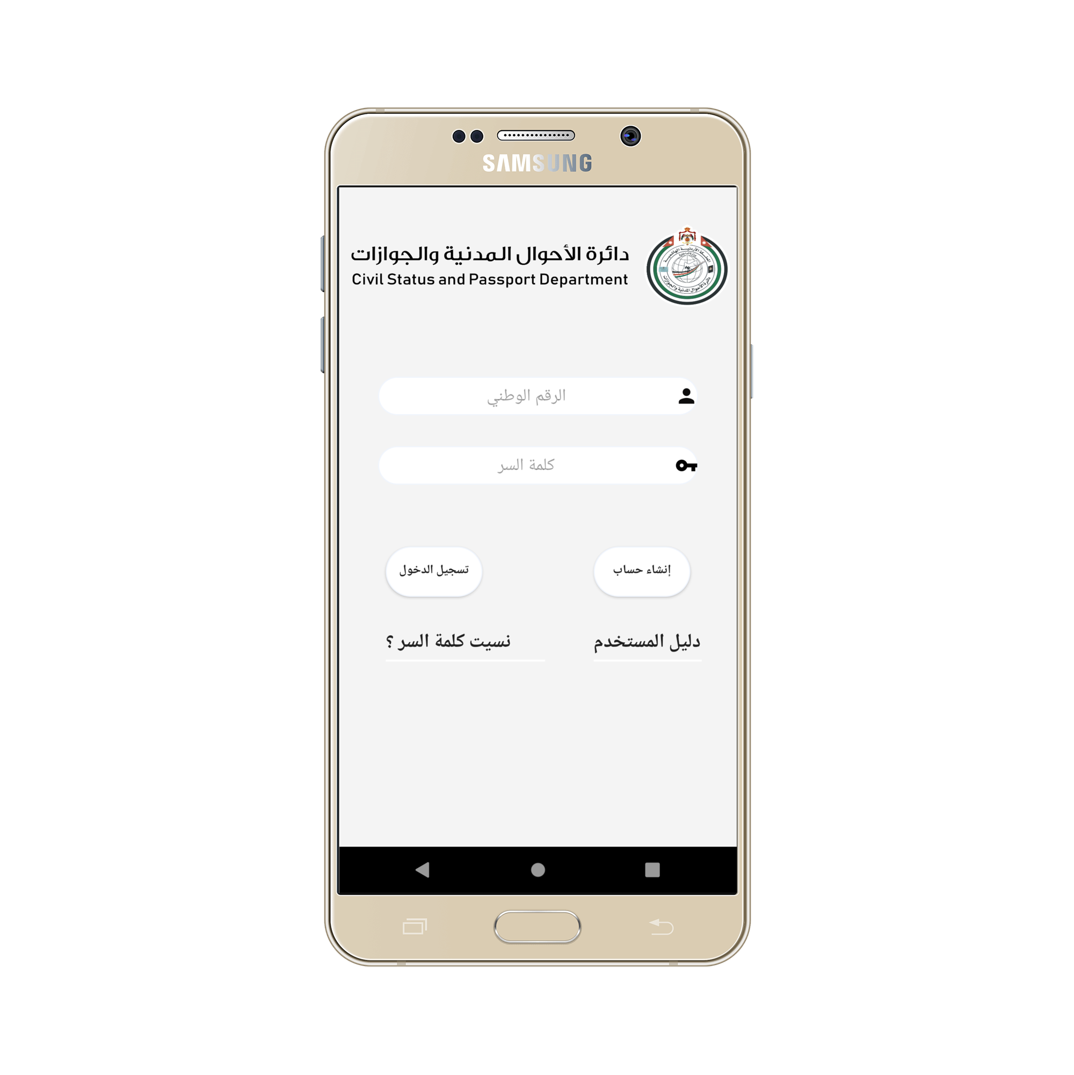 SAMSUNG
دائرة الأحوال المدنية والجوازات
Civil Status and Passport Department
الرقم الوطني
كلمة السر
إنشاء حساب
تسجيل الدخول
دليل المستخدم
نسيت كلمة السر ؟